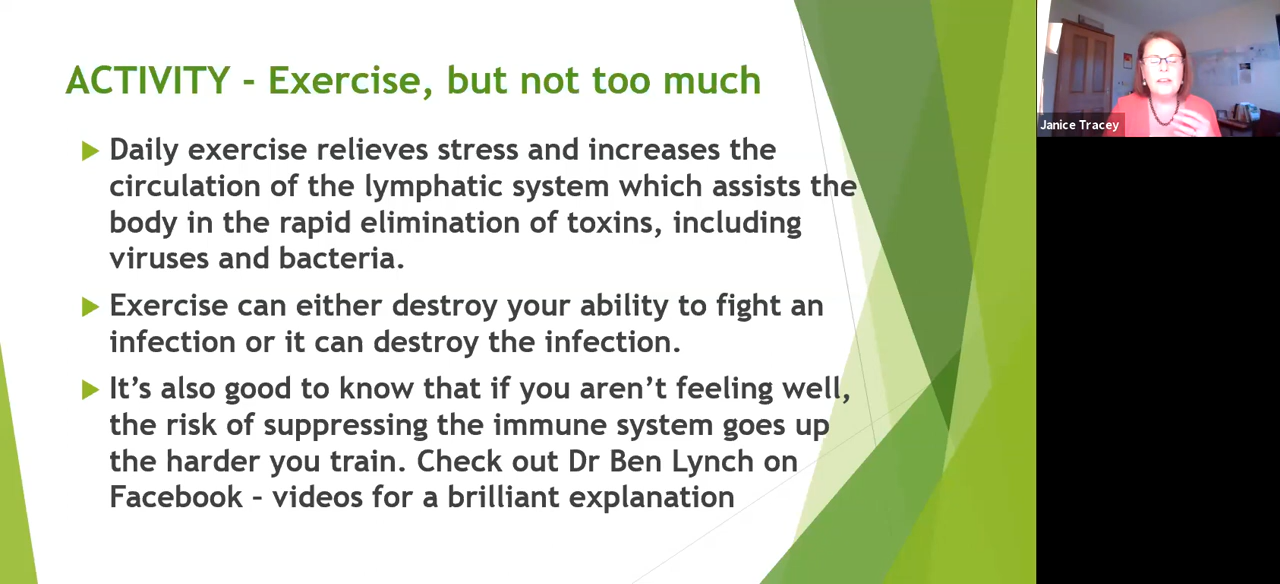 ACTIVITY - Exercise, but not too much
Daily exercise relieves stress and increases the
circulation of the lymphatic system which assists the
body in the rapid elimination of toxins, including
viruses and bacteria.
Exercise can either destroy your ability to fight an
infection or it can destroy the infection.
It's also good to know that if you aren't feeling well,
the risk of suppressing the immune system goes up
the harder you train. Check out Dr Ben Lynch on
Facebook – videos for a brilliant explanation
Janice Tracey